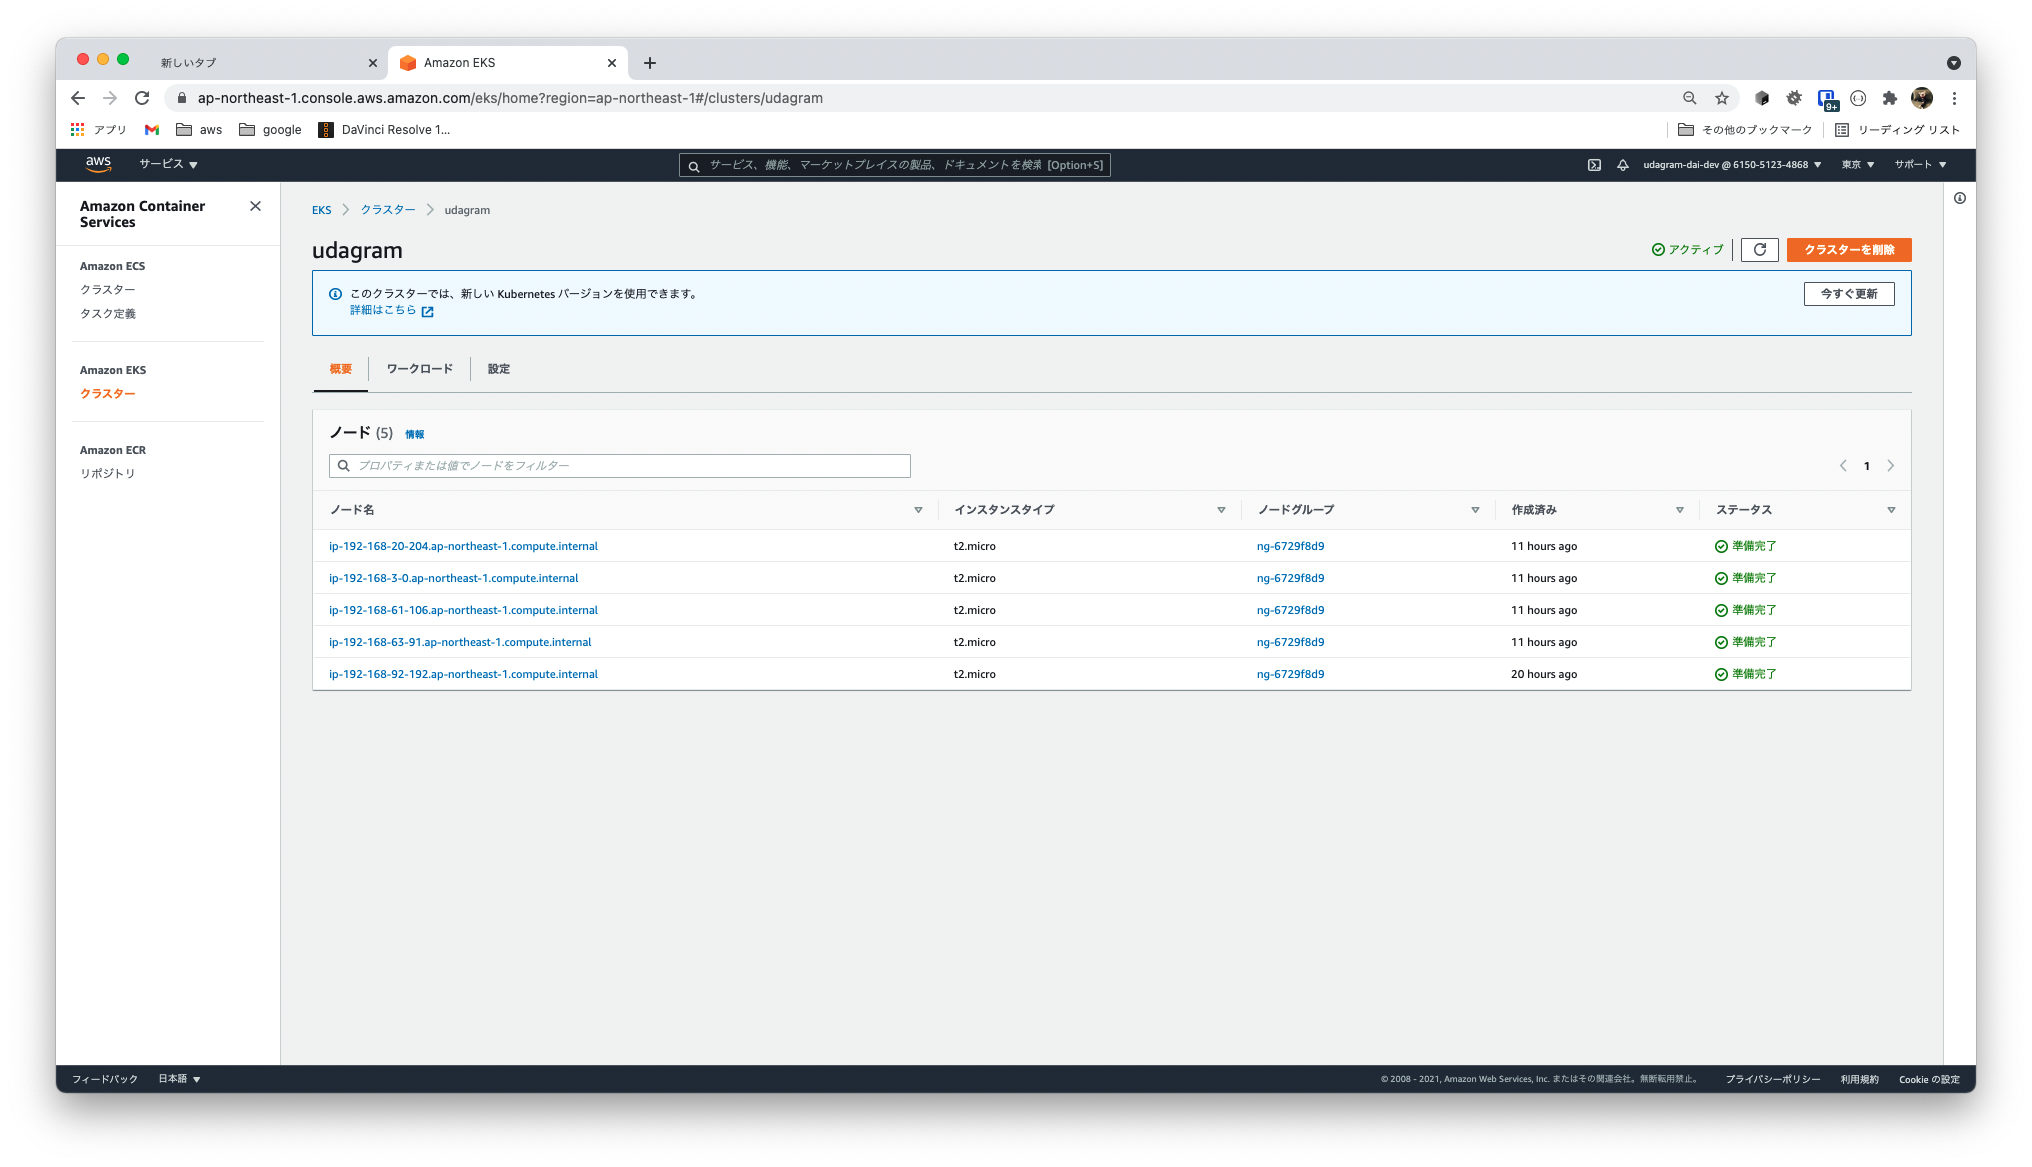 新しいタブ
Amazon EKS
ap-northeast-1.console.aws.amazon.com/eks/home?region=ap-northeast-1#/clusters/udagram
9+
アプリ
aws
google
DaVinci Resolve 1...
その他のブックマーク
リーディング リスト
aws
サービス
サービス、機能、マーケットプレイスの製品、ドキュメントを検索 [Option+S]
udagram-dai-dev @ 6150-5123-4868
東京
サポート
Amazon Container Services
Amazon ECS
クラスター
タスク定義
Amazon EKS
クラスター
Amazon ECR
リポジトリ
EKS
クラスター
udagram
udagram
アクティブ
クラスターを削除
このクラスターでは、新しい Kubernetes バージョンを使用できます。
詳細はこちら
今すぐ更新
概要
ワークロード
設定
ノード (5) 情報
プロパティまたは値でノードをフィルター
1
ノード名 インスタンスタイプ ノードグループ 作成済み ステータス
ip-192-168-20-204.ap-northeast-1.compute.internal t2.micro ng-6729f8d9 11 hours ago 準備完了
ip-192-168-3-0.ap-northeast-1.compute.internal t2.micro ng-6729f8d9 11 hours ago 準備完了
ip-192-168-61-106.ap-northeast-1.compute.internal t2.micro ng-6729f8d9 11 hours ago 準備完了
ip-192-168-63-91.ap-northeast-1.compute.internal t2.micro ng-6729f8d9 11 hours ago 準備完了
ip-192-168-92-192.ap-northeast-1.compute.internal t2.micro ng-6729f8d9 20 hours ago 準備完了
フィードバック
日本語
© 2008 - 2021, Amazon Web Services, Inc. またはその関連会社。無断転用禁止。
プライバシーポリシー
利用規約
Cookie の設定